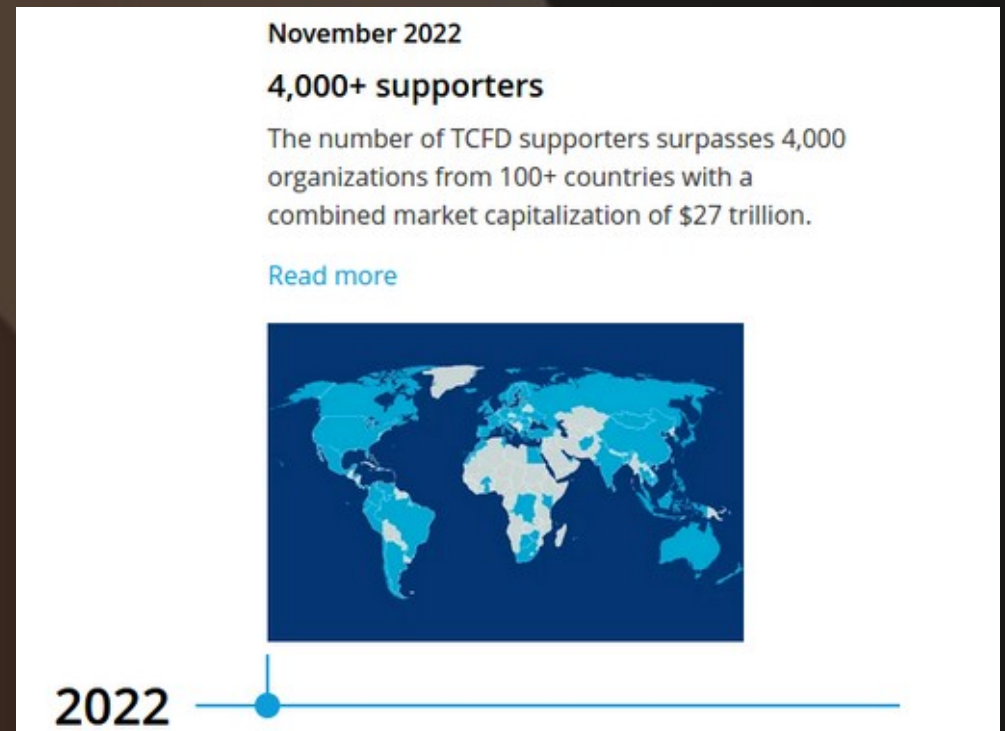 November 2022
4,000+ supporters
The number of TCFD supporters surpasses 4,000
organizations from 100+ countries with a
combined market capitalization of $27 trillion.
Read more
2022